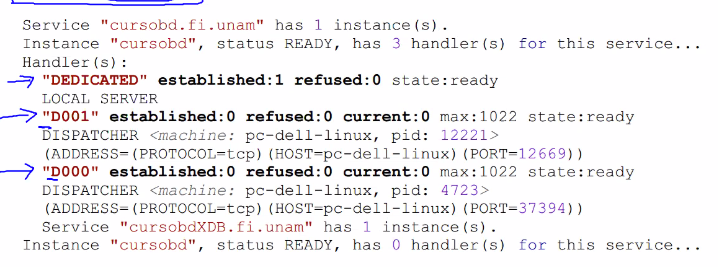 Service "cursobd.fi.unam" has 1 instance(s).
Instance "cursobd", status READY, has 3 handler(s) for this service...
Handler(s):
"DEDICATED" established:1 refused:0 state:ready
LOCAL SERVER
"D001" established:0 refused:0 current:0 max:1022 state:ready
DISPATCHER <machine: pc-dell-linux, pid: 12221>
(ADDRESS=(PROTOCOL=tcp)(HOST=pc-dell-linux)(PORT=12669))
"D000" established:0 refused:0 current:0 max:1022 state:ready
DISPATCHER <machine: pc-dell-linux, pid: 4723>
(ADDRESS=(PROTOCOL=tcp)(HOST=pc-dell-linux)(PORT=37394))
Service "cursobdXDB.fi.unam" has 1 instance(s).
Instance "cursobd", status READY, has 0 handler(s) for this service...